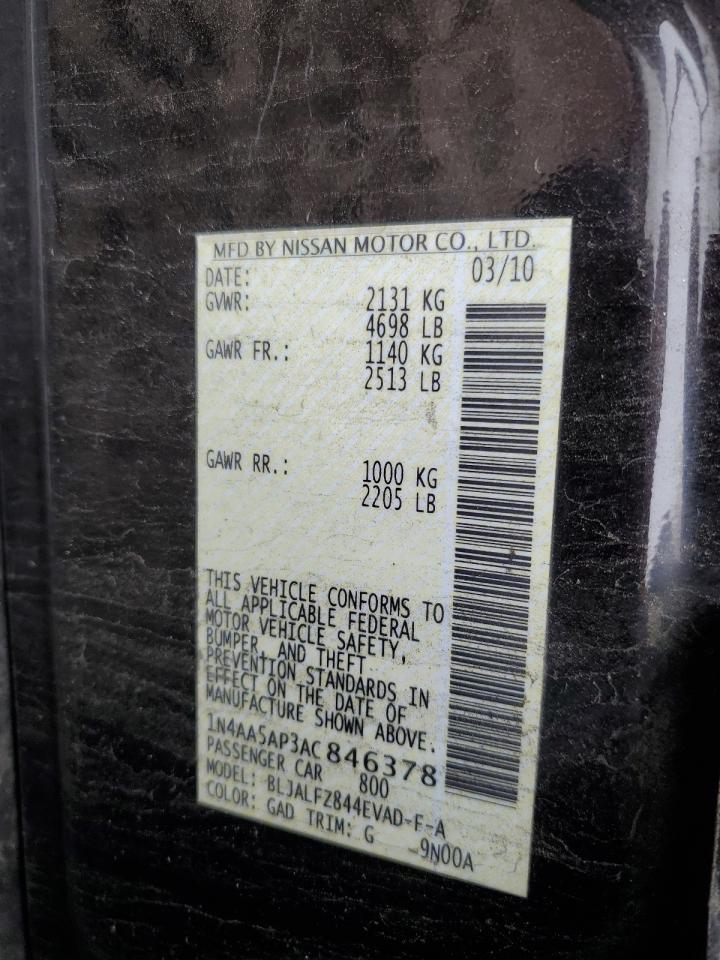 MFD BY NISSAN MOTOR CO., LTD.
DATE: 03/10
GVWR: 2131 KG
4698 LB
GAWR FR.: 1140 KG
2513 LB
GAWR RR.: 1000 KG
2205 LB
THIS VEHICLE CONFORMS TO
ALL APPLICABLE FEDERAL
MOTOR VEHICLE SAFETY,
BUMPER, AND THEFT
PREVENTION STANDARDS IN
EFFECT ON THE DATE OF
MANUFACTURE SHOWN ABOVE.
1N4AA5AP3AC846378
PASSENGER CAR 800
MODEL: BLJALFZ844EVAD-F-A
COLOR: GAD TRIM: G 9N00A